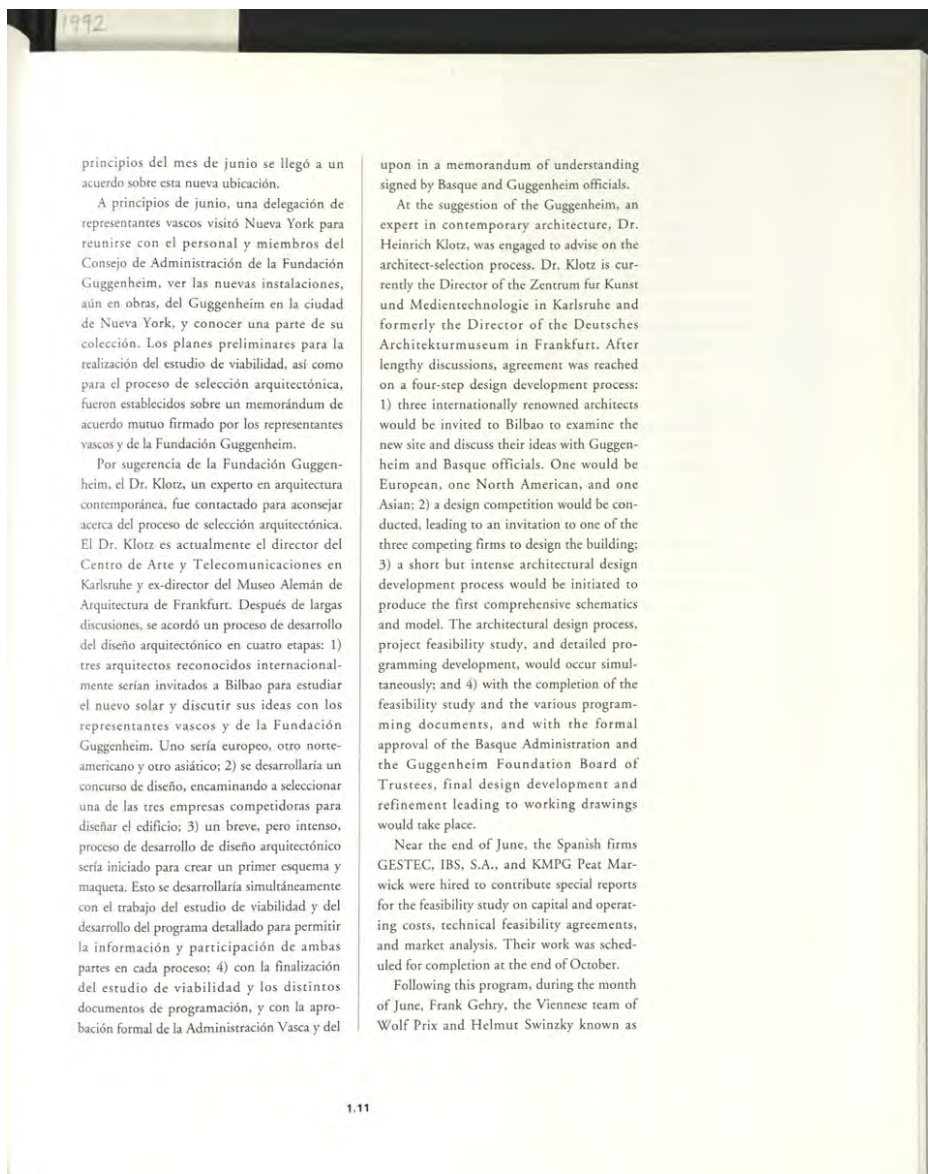 1992
principios del mes de junio se llegó a un
acuerdo sobre esta nueva ubicación.
A principios de junio, una delegación de
representantes vascos visitó Nueva York para
reunirse con el personal y miembros del
Consejo de Administración de la Fundación
Guggenheim, ver las nuevas instalaciones,
aún en obras, del Guggenheim en la ciudad
de Nueva York, y conocer una parte de su
colección. Los planes preliminares para la
realización del estudio de viabilidad, así como
para el proceso de selección arquitectónica,
fueron establecidos sobre un memorándum de
acuerdo mutuo firmado por los representantes
vascos y de la Fundación Guggenheim.
Por sugerencia de la Fundación Guggen-
heim, el Dr. Klotz, un experto en arquitectura
contemporánea, fue contactado para aconsejar
acerca del proceso de selección arquitectónica.
El Dr. Klotz es actualmente el director del
Centro de Arte y Telecomunicaciones en
Karlsruhe y ex-director del Museo Alemán de
Arquitectura de Frankfurt. Después de largas
discusiones, se acordó un proceso de desarrollo
del diseño arquitectónico en cuatro etapas: 1)
tres arquitectos reconocidos internacional-
mente serían invitados a Bilbao para estudiar
el nuevo solar y discutir sus ideas con los
representantes vascos y de la Fundación
Guggenheim. Uno sería europeo, otro norte-
americano y otro asiático; 2) se desarrollaría un
concurso de diseño, encaminando a seleccionar
una de las tres empresas competidoras para
diseñar el edificio; 3) un breve, pero intenso,
proceso de desarrollo de diseño arquitectónico
sería iniciado para crear un primer esquema y
maqueta. Esto se desarrollaría simultáneamente
con el trabajo del estudio de viabilidad y del
desarrollo del programa detallado para permitir
la información y participación de ambas
partes en cada proceso; 4) con la finalización
del estudio de viabilidad y los distintos
documentos de programación, y con la apro-
bación formal de la Administración Vasca y del
upon in a memorandum of understanding
signed by Basque and Guggenheim officials.
At the suggestion of the Guggenheim, an
expert in contemporary architecture, Dr.
Heinrich Klotz, was engaged to advise on the
architect-selection process. Dr. Klotz is cur-
rently the Director of the Zentrum fur Kunst
und Medientechnologie in Karlsruhe and
formerly the Director of the Deutsches
Architekturmuseum in Frankfurt. After
lengthy discussions, agreement was reached
on a four-step design development process:
1) three internationally renowned architects
would be invited to Bilbao to examine the
new site and discuss their ideas with Guggen-
heim and Basque officials. One would be
European, one North American, and one
Asian; 2) a design competition would be con-
ducted, leading to an invitation to one of the
three competing firms to design the building;
3) a short but intense architectural design
development process would be initiated to
produce the first comprehensive schematics
and model. The architectural design process,
project feasibility study, and detailed pro-
gramming development, would occur simul-
taneously; and 4) with the completion of the
feasibility study and the various program-
ming documents, and with the formal
approval of the Basque Administration and
the Guggenheim Foundation Board of
Trustees, final design development and
refinement leading to working drawings
would take place.
Near the end of June, the Spanish firms
GESTEC, IBS, S.A., and KMPG Peat Mar-
wick were hired to contribute special reports
for the feasibility study on capital and operat-
ing costs, technical feasibility agreements,
and market analysis. Their work was sched-
uled for completion at the end of October.
Following this program, during the month
of June, Frank Gehry, the Viennese team of
Wolf Prix and Helmut Swinzky known as
1.11